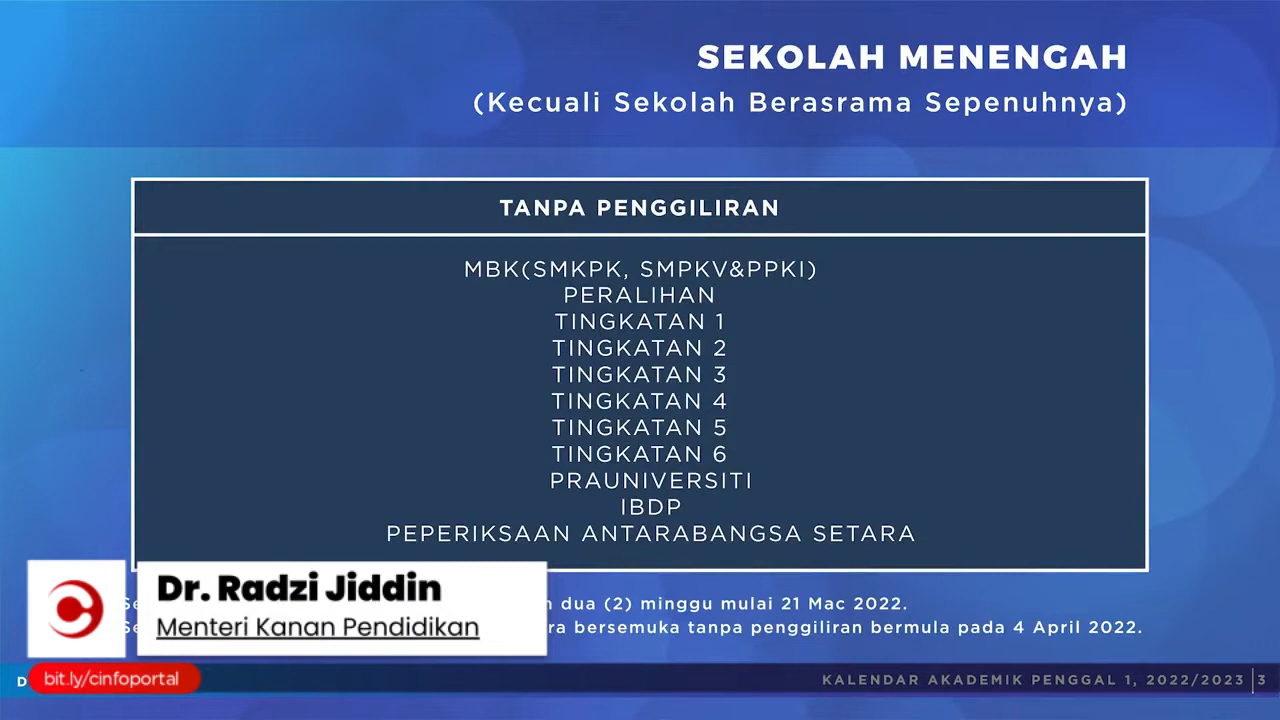 SEKOLAH MENENGAH
(Kecuali Sekolah Berasrama Sepenuhnya)
TANPA PENGGILIRAN
MBK(SMKPK, SMPKV&PPKI)
PERALIHAN
TINGKATAN 1
TINGKATAN 2
TINGKATAN 3
TINGKATAN 4
TINGKATAN 5
TINGKATAN 6
PRAUNIVERSITI
IBDP
PEPERIKSAAN ANTARABANGSA SETARA
dua (2) minggu mulai 21 Mac 2022.
bersemuka tanpa penggiliran bermula pada 4 April 2022.
Dr. Radzi Jiddin
Menteri Kanan Pendidikan
bit.ly/cinfoportal
KALENDAR AKADEMIK PENGGAL 1, 2022/2023 3